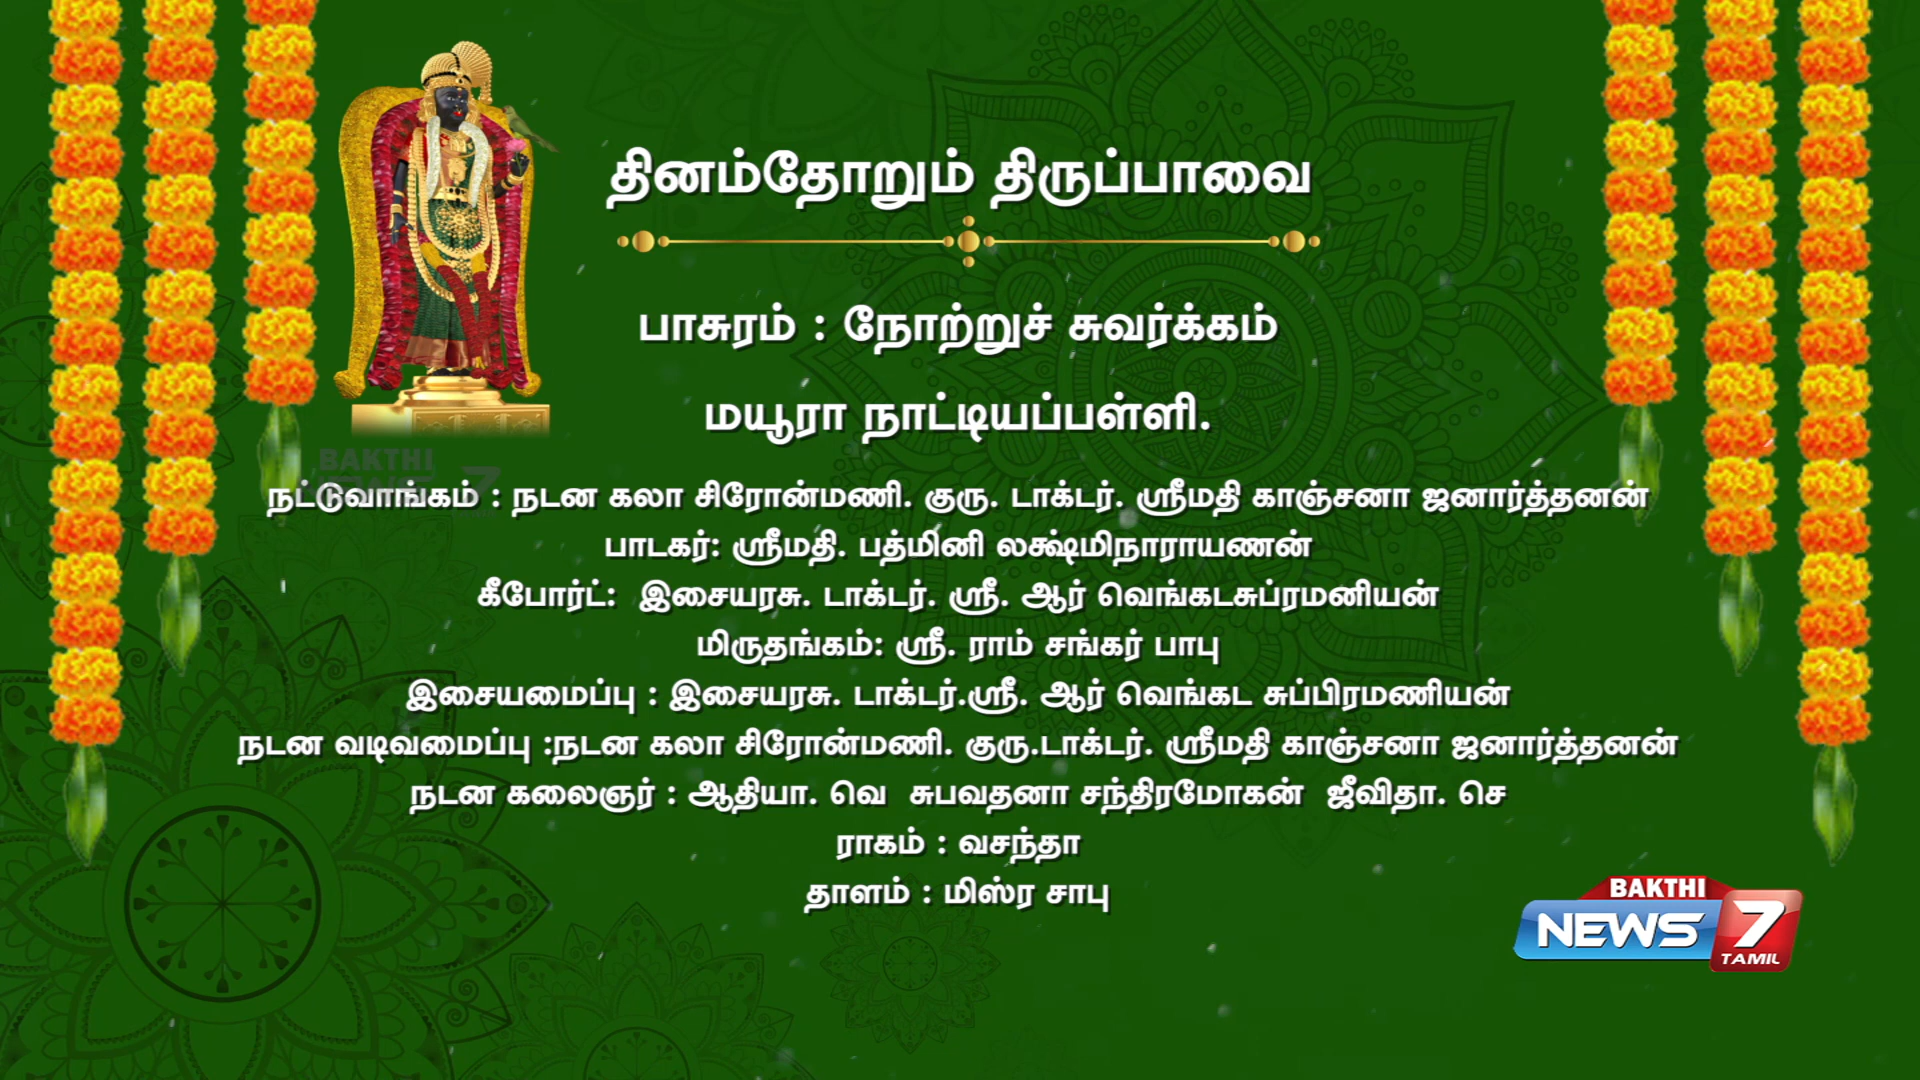 தினம்தோறும் திருப்பாவை
பாசுரம் : நோற்றுச் சுவர்க்கம்
மயூரா நாட்டியப்பள்ளி.
BAKTHI
7
நட்டுவாங்கம் : நடன கலா சிரோன்மணி. குரு. டாக்டர். ஸ்ரீமதி காஞ்சனா ஜனார்த்தனன்
பாடகர்: ஸ்ரீமதி. பத்மினி லக்ஷ்மிநாராயணன்
கீபோர்ட்: இசையரசு. டாக்டர். ஸ்ரீ. ஆர் வெங்கடசுப்ரமனியன்
மிருதங்கம்: ஸ்ரீ. ராம் சங்கர் பாபு
இசையமைப்பு : இசையரசு. டாக்டர்.ஸ்ரீ. ஆர் வெங்கட சுப்பிரமணியன்
நடன வடிவமைப்பு :நடன கலா சிரோன்மணி. குரு.டாக்டர். ஸ்ரீமதி காஞ்சனா ஜனார்த்தனன்
நடன கலைஞர் : ஆதியா. வெ சுபவதனா சந்திரமோகன் ஜீவிதா. செ
ராகம் : வசந்தா
தாளம் : மிஸ்ர சாபு
BAKTHI
NEWS 7
TAMIL